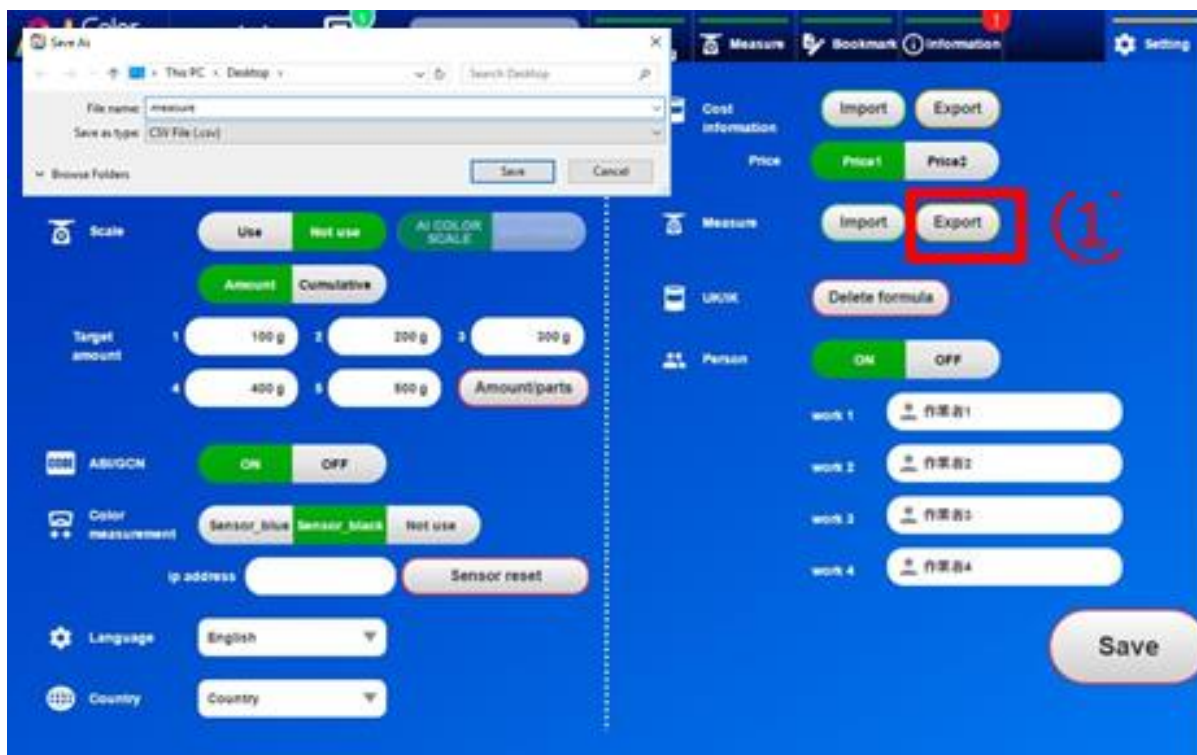 Color
1
Save As
This PC > Desktop >
Search Desktop
File name: measure
Save as type: CSV File (.csv)
Browse Folders
Save
Cancel
Measure
Bookmark
Information
1
Setting
Cost information
Import
Export
Price
Price1
Price2
Scale
Use
Not use
AI COLOR SCALE
Amount
Cumulative
Target amount
1 100 g
2 200 g
3 300 g
4 400 g
5 500 g
Amount/parts
CODE
ABI/GCN
ON
OFF
Color measurement
Sensor_blue
Sensor_black
Not use
ip address
Sensor reset
Language
English
Country
Country
Measure
Import
Export
(1)
Delete formula
Person
ON
OFF
work 1 作業者1
work 2 作業者2
work 3 作業者3
work 4 作業者4
Save